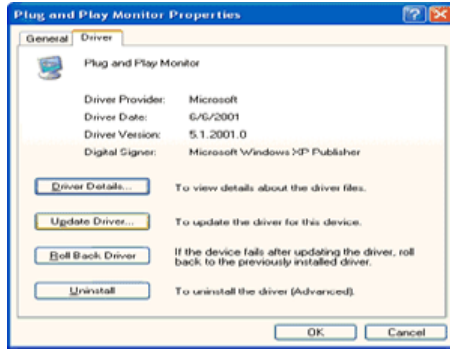 Plug and Play Monitor Properties
General Driver
Plug and Play Monitor
Driver Provider: Microsoft
Driver Date: 6/6/2001
Driver Version: 5.1.2001.0
Digital Signer: Microsoft Windows XP Publisher
Driver Details... To view details about the driver files.
Update Driver... To update the driver for this device.
Roll Back Driver If the device fails after updating the driver, roll
back to the previously installed driver.
Uninstall To uninstall the driver (Advanced).
OK Cancel